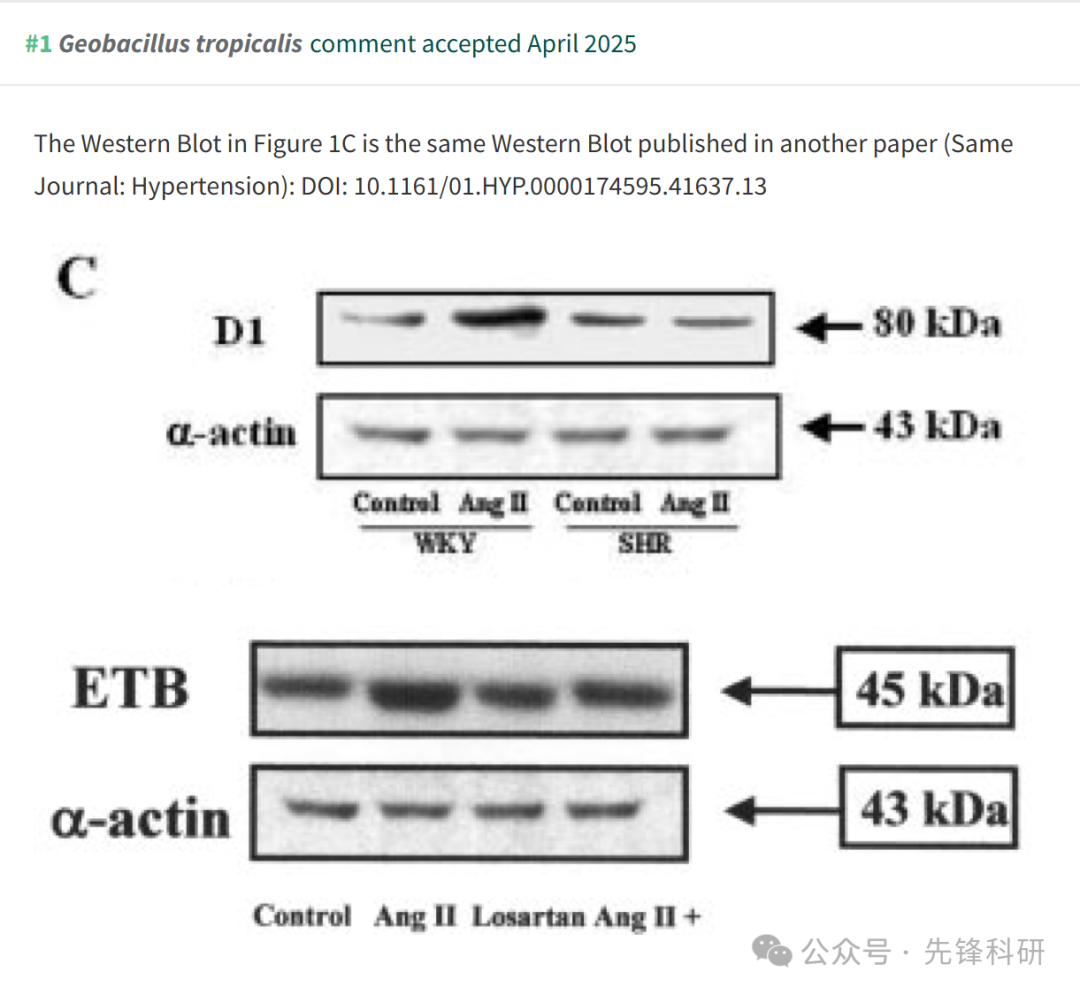 #1 Geobacillus tropicalis comment accepted April 2025
The Western Blot in Figure 1C is the same Western Blot published in another paper (Same
Journal: Hypertension): DOI: 10.1161/01.HYP.0000174595.41637.13
C
D1
80 kDa
α-actin
43 kDa
Control Ang II Control Ang II
WKY SHR
ETB
45 kDa
α-actin
43 kDa
Control Ang II Losartan Ang II +
公众号 · 先锋科研